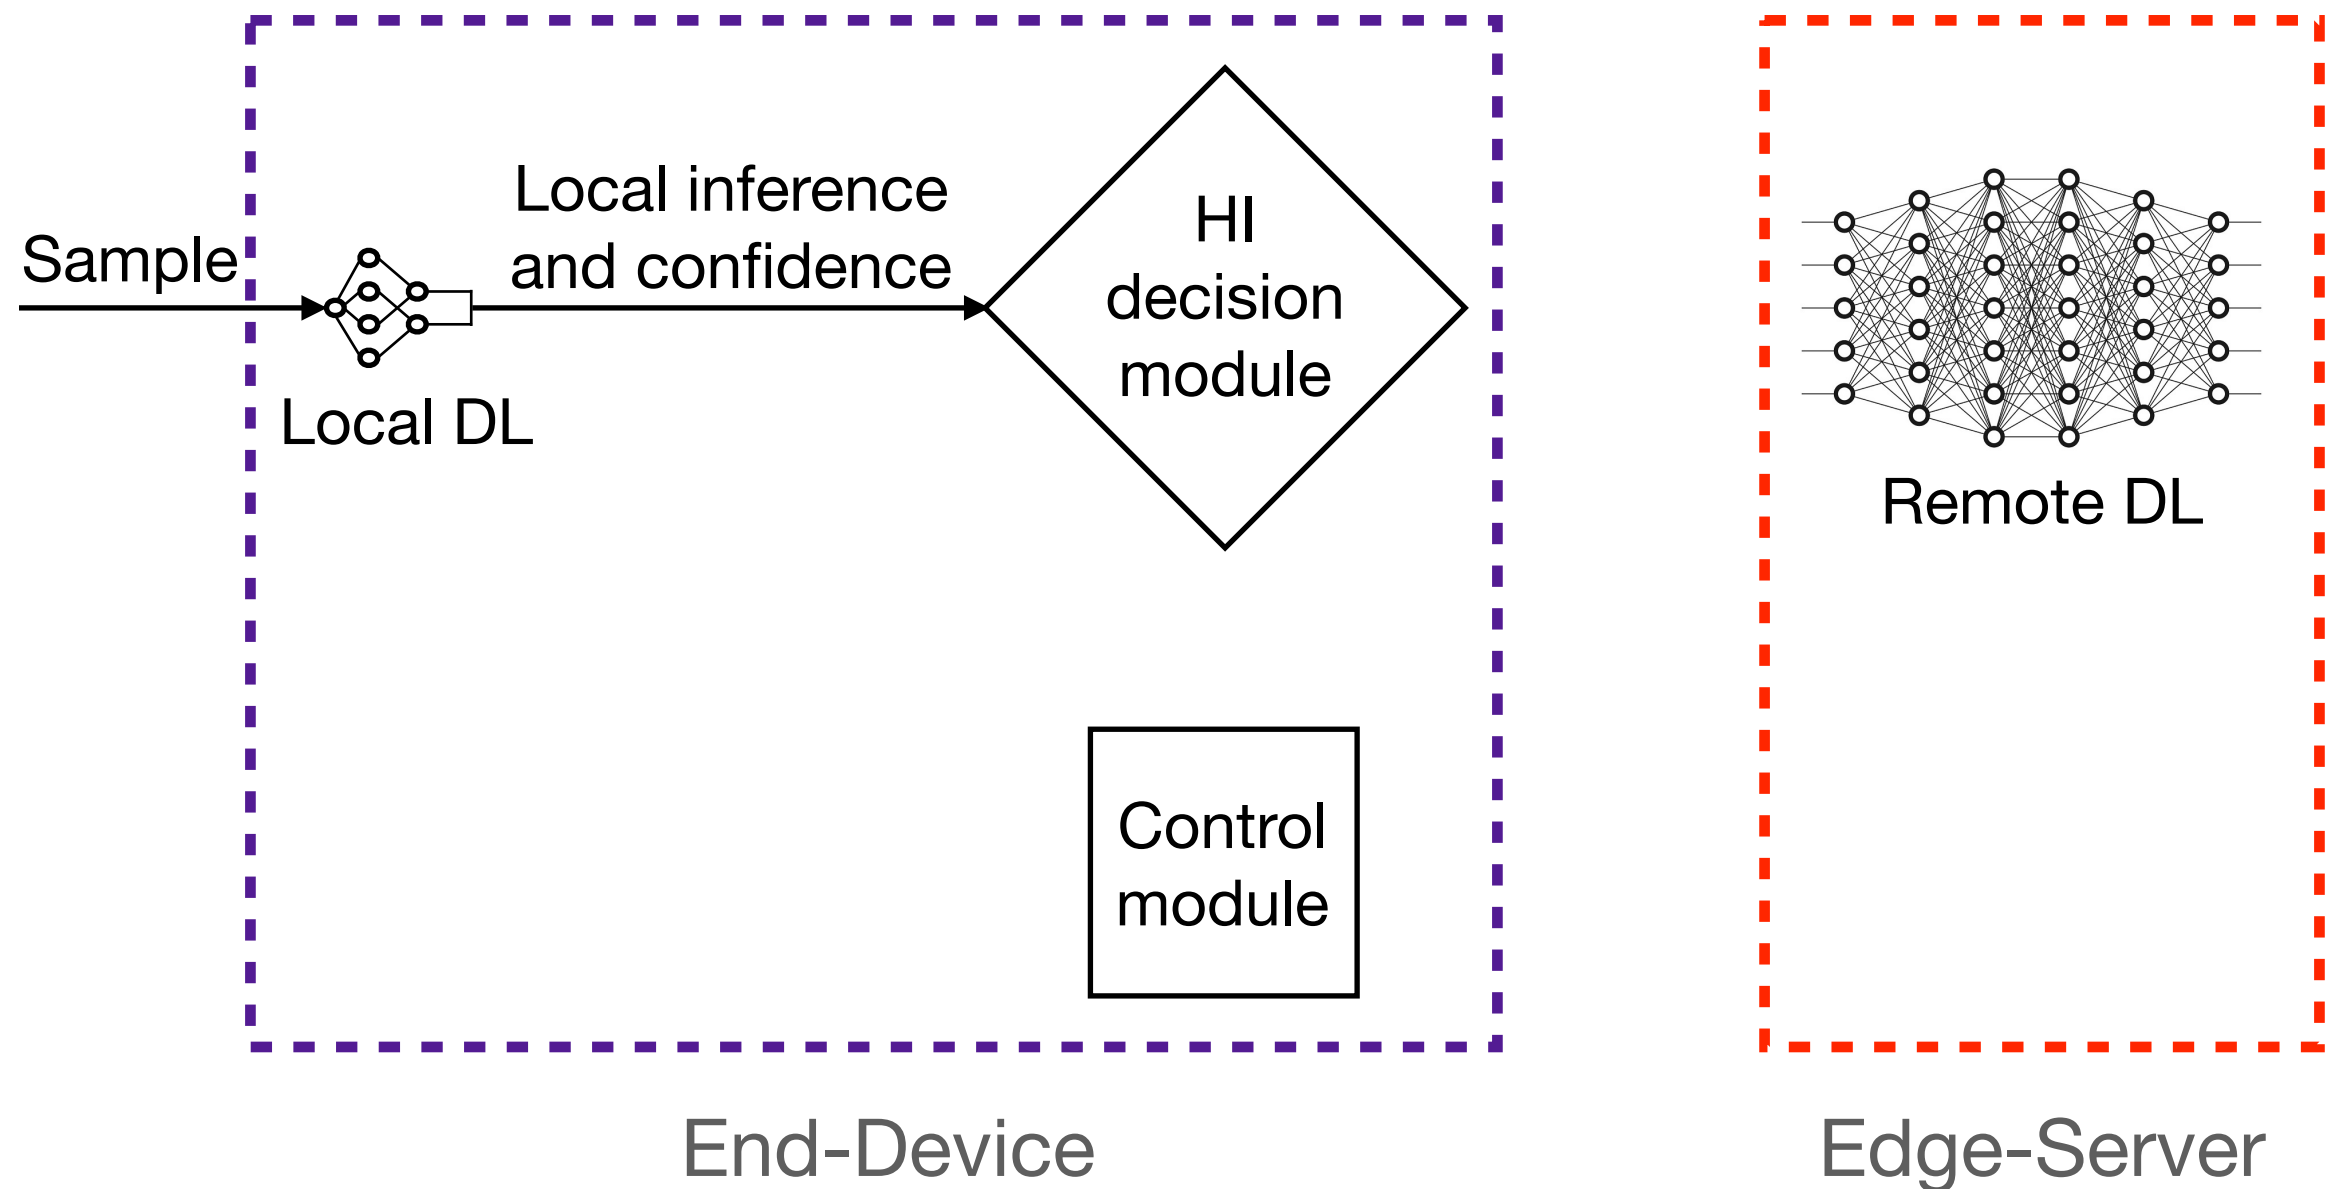 Sample
Local inference
and confidence
Local DL
HI
decision
module
Control
module
Remote DL
End-Device
Edge-Server